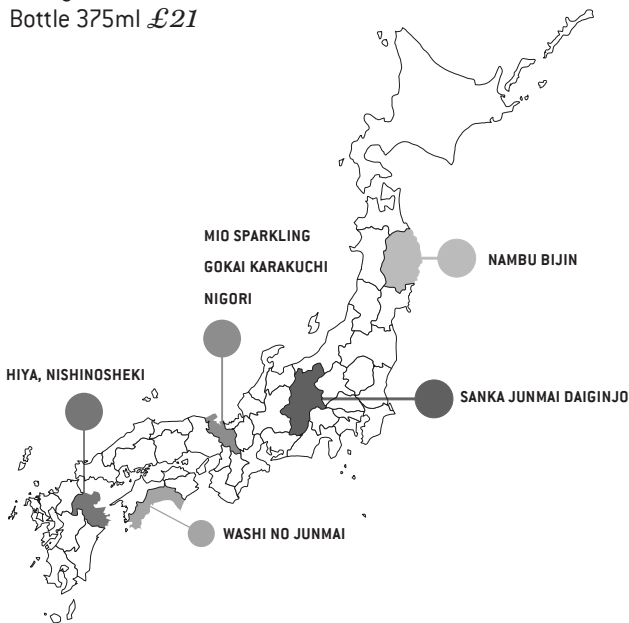 Bottle 375ml £21
MIO SPARKLING
GOKAI KARAKUCHI
NIGORI
NAMBU BIJIN
HIYA, NISHINOSHEKI
SANKA JUNMAI DAIGINJO
WASHI NO JUNMAI